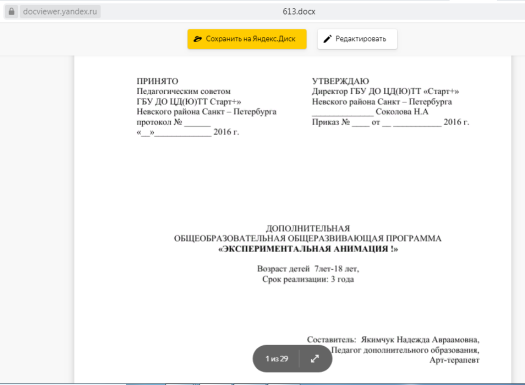 docviewer.yandex.ru
613.docx
Сохранить на Яндекс.Диск
Редактировать
ПРИНЯТО
Педагогическим советом
ГБУ ДО ЦД(Ю)ТТ Старт+»
Невского района Санкт – Петербурга
протокол № ______
«__»____________ 2016 г.
УТВЕРЖДАЮ
Директор ГБУ ДО ЦД(Ю)ТТ «Старт+»
Невского района Санкт – Петербурга
_____________ Соколова Н.А
Приказ № ____ от __ ___________ 2016 г.
ДОПОЛНИТЕЛЬНАЯ
ОБЩЕОБРАЗОВАТЕЛЬНАЯ ОБЩЕРАЗВИВАЮЩАЯ ПРОГРАММА
«ЭКСПЕРИМЕНТАЛЬНАЯ АНИМАЦИЯ !»
Возраст детей 7лет-18 лет,
Срок реализации: 3 года
Составитель: Якимчук Надежда Авраамовна,
Педагог дополнительного образования,
Арт-терапевт
1 из 29